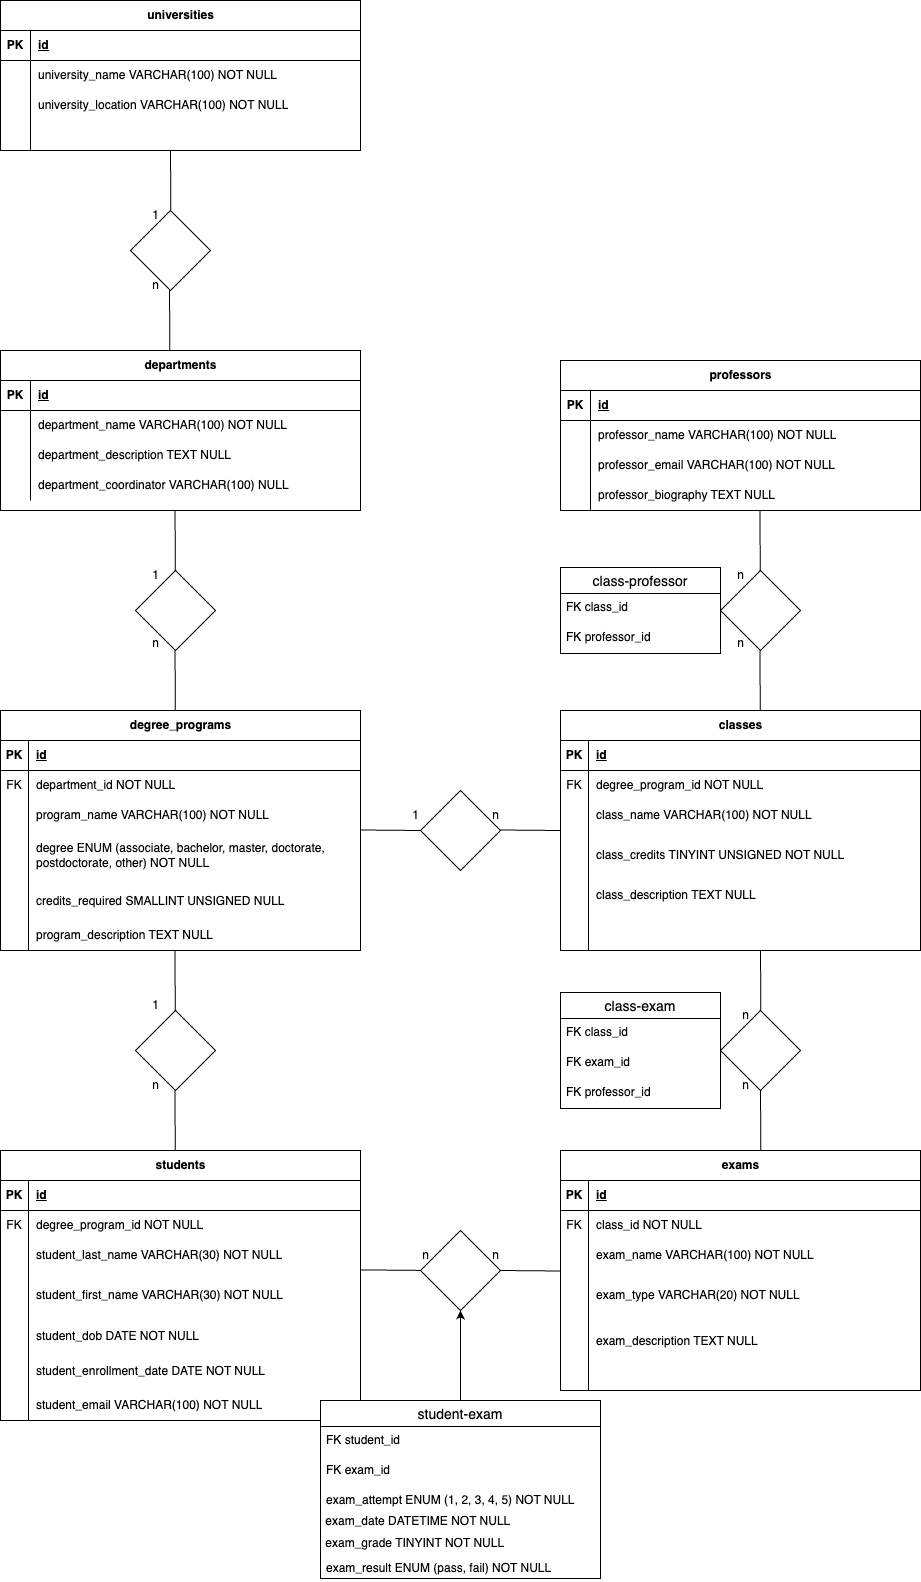 universities
PK id
university_name VARCHAR(100) NOT NULL
university_location VARCHAR(100) NOT NULL
1
n
departments
PK id
department_name VARCHAR(100) NOT NULL
department_description TEXT NULL
department_coordinator VARCHAR(100) NULL
professors
PK id
professor_name VARCHAR(100) NOT NULL
professor_email VARCHAR(100) NOT NULL
professor_biography TEXT NULL
1
n
n
class-professor
FK class_id
FK professor_id
n
degree_programs
PK id
FK department_id NOT NULL
program_name VARCHAR(100) NOT NULL
degree ENUM (associate, bachelor, master, doctorate,
postdoctorate, other) NOT NULL
credits_required SMALLINT UNSIGNED NULL
program_description TEXT NULL
1
n
classes
PK id
FK degree_program_id NOT NULL
class_name VARCHAR(100) NOT NULL
class_credits TINYINT UNSIGNED NOT NULL
class_description TEXT NULL
1
n
class-exam
FK class_id
FK exam_id
FK professor_id
n
n
students
PK id
FK degree_program_id NOT NULL
student_last_name VARCHAR(30) NOT NULL
student_first_name VARCHAR(30) NOT NULL
student_dob DATE NOT NULL
student_enrollment_date DATE NOT NULL
student_email VARCHAR(100) NOT NULL
n
n
exams
PK id
FK class_id NOT NULL
exam_name VARCHAR(100) NOT NULL
exam_type VARCHAR(20) NOT NULL
exam_description TEXT NULL
student-exam
FK student_id
FK exam_id
exam_attempt ENUM (1, 2, 3, 4, 5) NOT NULL
exam_date DATETIME NOT NULL
exam_grade TINYINT NOT NULL
exam_result ENUM (pass, fail) NOT NULL